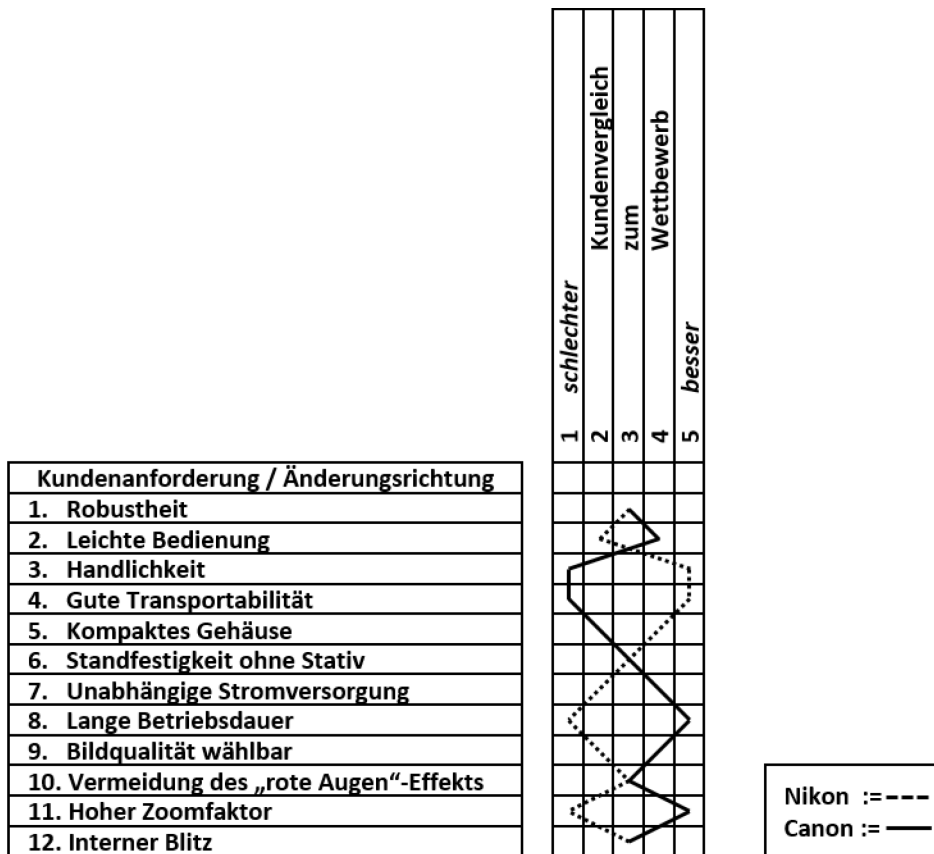 Kundenvergleich
zum
Wettbewerb
schlechter
besser
1 2 3 4 5
Kundenanforderung / Änderungsrichtung
1. Robustheit
2. Leichte Bedienung
3. Handlichkeit
4. Gute Transportabilität
5. Kompaktes Gehäuse
6. Standfestigkeit ohne Stativ
7. Unabhängige Stromversorgung
8. Lange Betriebsdauer
9. Bildqualität wählbar
10. Vermeidung des „rote Augen“-Effekts
11. Hoher Zoomfaktor
12. Interner Blitz
Nikon :=
Canon :=